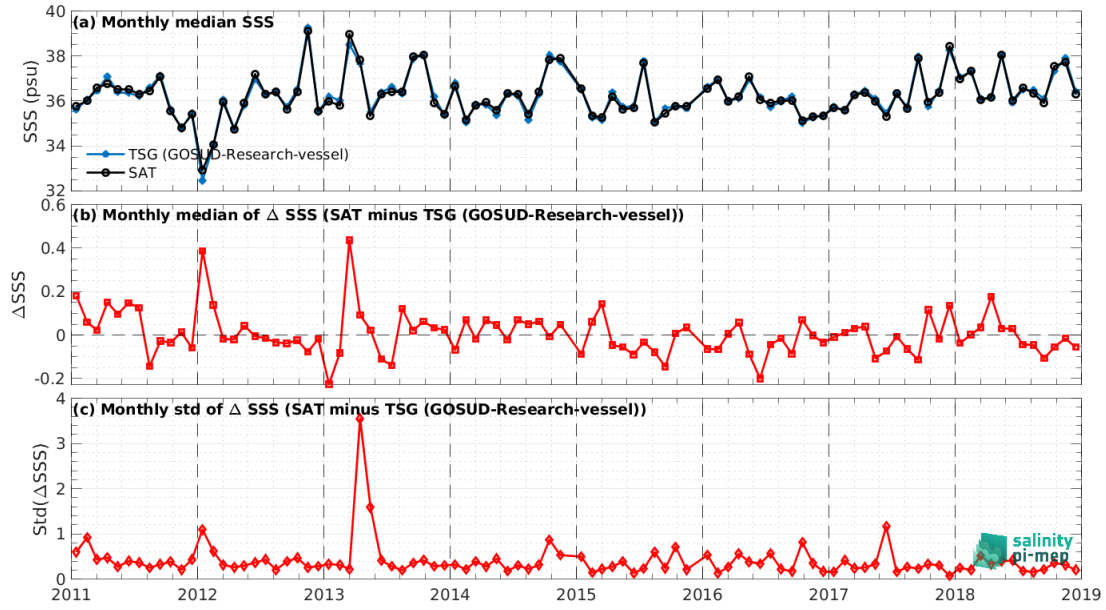 (a) Monthly median SSS
40
38
36
34
32
SSS (psu)
TSG (GOSUD-Research-vessel)
SAT
(b) Monthly median of Δ SSS (SAT minus TSG (GOSUD-Research-vessel))
0.6
0.4
0.2
0
-0.2
ΔSSS
(c) Monthly std of Δ SSS (SAT minus TSG (GOSUD-Research-vessel))
4
3
2
1
0
Std(ΔSSS)
salinity
pi-mep
2011 2012 2013 2014 2015 2016 2017 2018 2019